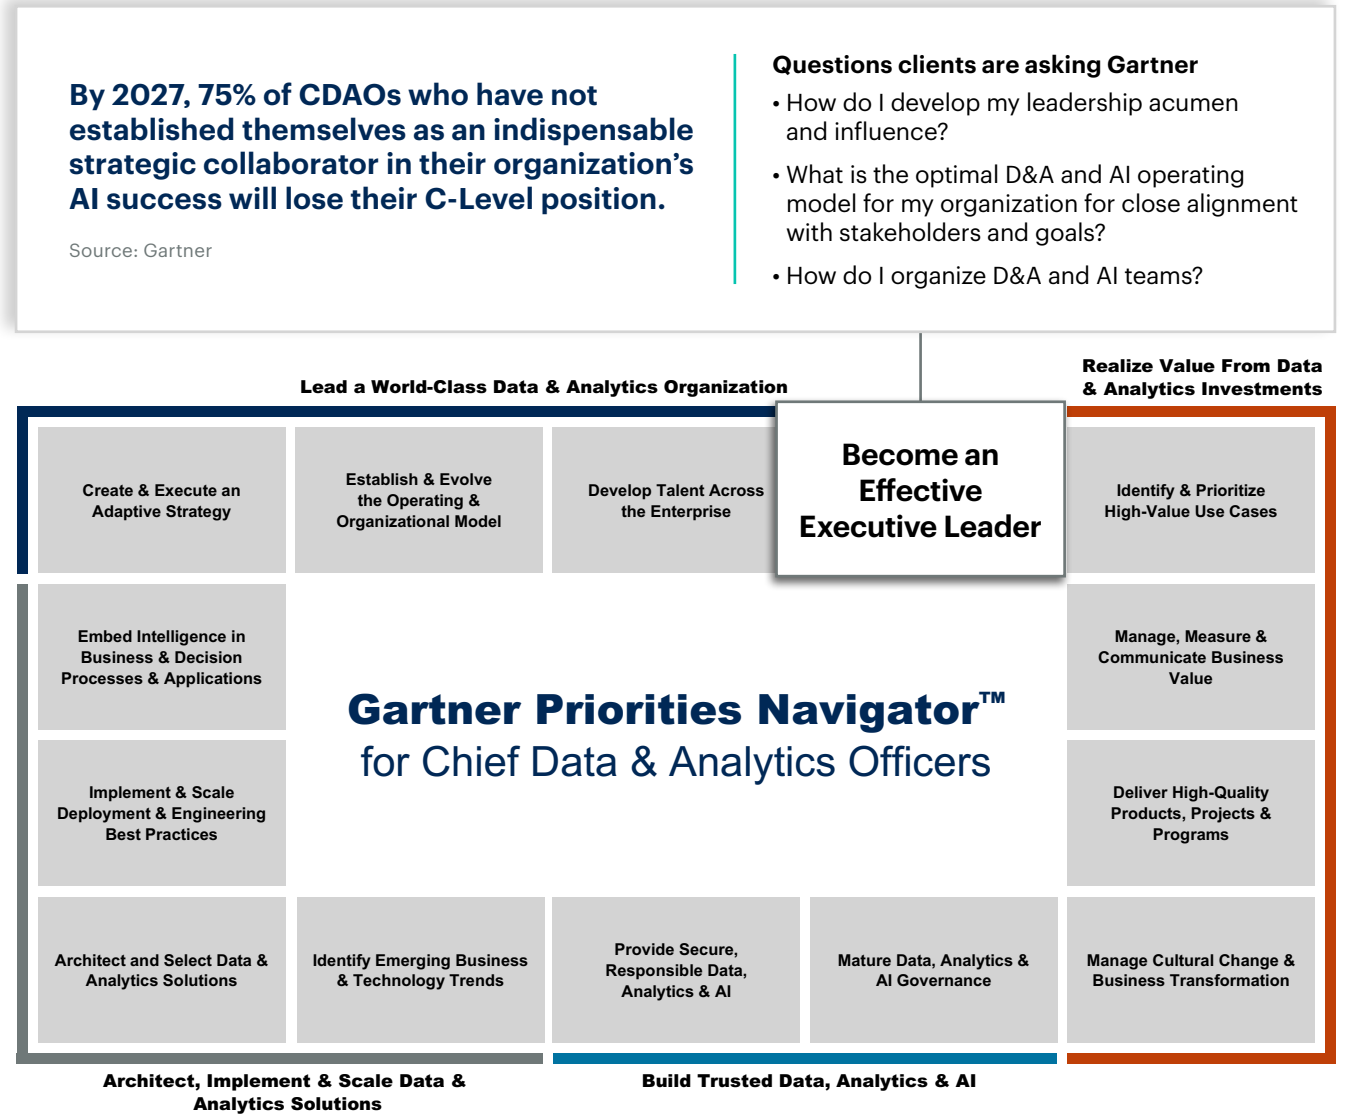 By 2027, 75% of CDAOs who have not
established themselves as an indispensable
strategic collaborator in their organization’s
AI success will lose their C-Level position.
Source: Gartner
Questions clients are asking Gartner
• How do I develop my leadership acumen
and influence?
• What is the optimal D&A and AI operating
model for my organization for close alignment
with stakeholders and goals?
• How do I organize D&A and AI teams?
Lead a World-Class Data & Analytics Organization
Realize Value From Data
& Analytics Investments
Create & Execute an
Adaptive Strategy
Establish & Evolve
the Operating &
Organizational Model
Develop Talent Across
the Enterprise
Become an
Effective
Executive Leader
Identify & Prioritize
High-Value Use Cases
Embed Intelligence in
Business & Decision
Processes & Applications
Manage, Measure &
Communicate Business
Value
Gartner Priorities Navigator™
for Chief Data & Analytics Officers
Implement & Scale
Deployment & Engineering
Best Practices
Deliver High-Quality
Products, Projects &
Programs
Architect and Select Data &
Analytics Solutions
Identify Emerging Business
& Technology Trends
Provide Secure,
Responsible Data,
Analytics & AI
Mature Data, Analytics &
AI Governance
Manage Cultural Change &
Business Transformation
Architect, Implement & Scale Data &
Analytics Solutions
Build Trusted Data, Analytics & AI